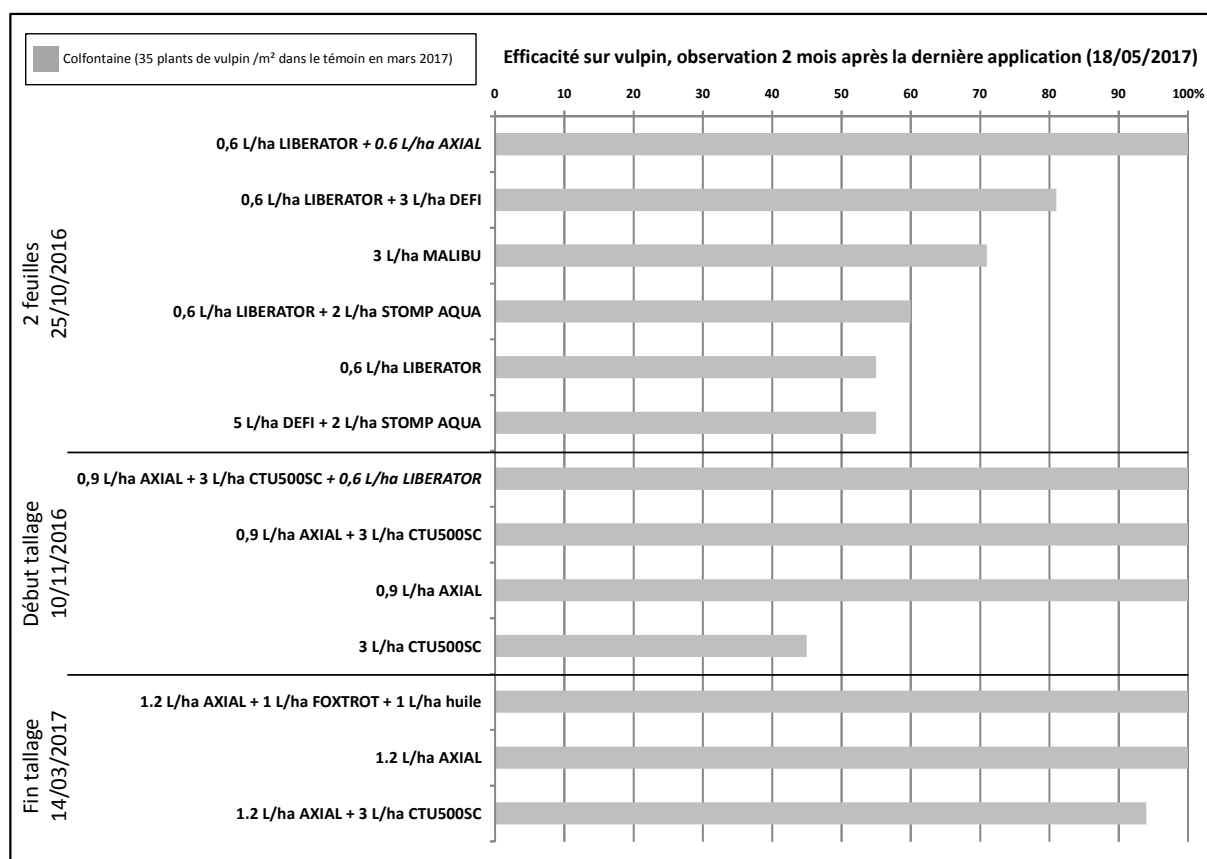 Colfontaine (35 plants de vulpin /m² dans le témoin en mars 2017)
Efficacité sur vulpin, observation 2 mois après la dernière application (18/05/2017)
0 10 20 30 40 50 60 70 80 90 100%
2 feuilles
25/10/2016
0,6 L/ha LIBERATOR + 0.6 L/ha AXIAL
0,6 L/ha LIBERATOR + 3 L/ha DEFI
3 L/ha MALIBU
0,6 L/ha LIBERATOR + 2 L/ha STOMP AQUA
0,6 L/ha LIBERATOR
5 L/ha DEFI + 2 L/ha STOMP AQUA
Début tallage
10/11/2016
0,9 L/ha AXIAL + 3 L/ha CTU500SC + 0,6 L/ha LIBERATOR
0,9 L/ha AXIAL + 3 L/ha CTU500SC
0,9 L/ha AXIAL
3 L/ha CTU500SC
Fin tallage
14/03/2017
1.2 L/ha AXIAL + 1 L/ha FOXTROT + 1 L/ha huile
1.2 L/ha AXIAL
1.2 L/ha AXIAL + 3 L/ha CTU500SC